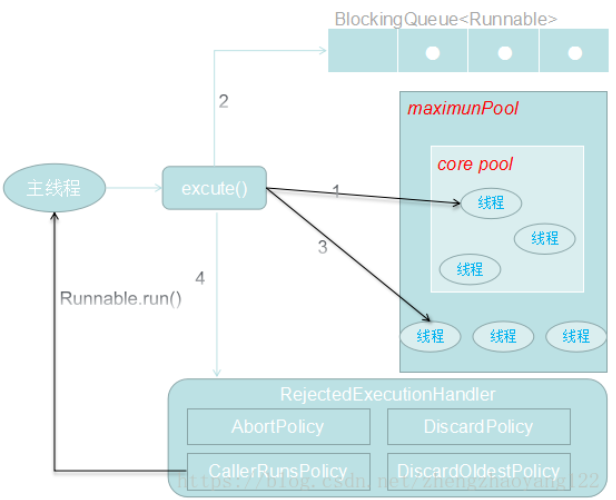 BlockingQueue<Runnable>
2
maximunPool
core pool
主线程
excute()
1
线程
线程
3
线程
4
Runnable.run()
线程
线程
线程
RejectedExecutionHandler
AbortPolicy
DiscardPolicy
CallerRunsPolicy
DiscardOldestPolicy
https://blog.csdn.net/zhengzhaoyang122